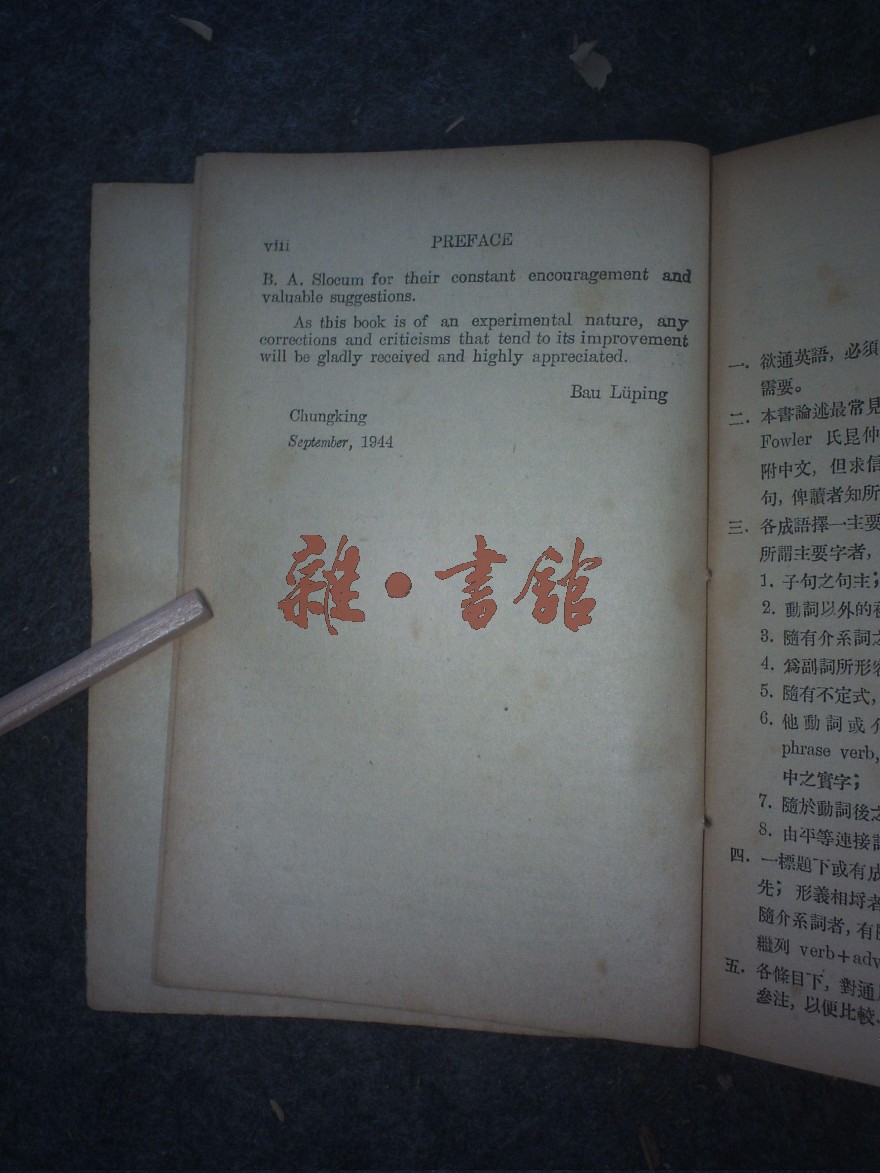 viii PREFACE
B. A. Slocum for their constant encouragement and
valuable suggestions.
As this book is of an experimental nature, any
corrections and criticisms that tend to its improvement
will be gladly received and highly appreciated.
Bau Lüping
Chungking
September, 1944
雜·書館
一. 欲通英語，必須
需要。
二. 本書論述最常見
Fowler 氏昆仲
附中文，但求信
句，俾讀者知所
三. 各成語擇一主要
所謂主要字者，
1. 子句之句主；
2. 動詞以外的
3. 隨有介系詞之
4. 爲副詞所形容
5. 隨有不定式，
6. 他動詞或介
phrase verb,
中之實字；
7. 隨於動詞後之
8. 由平等連接詞
四. 一標題下或有成
先；形義相埒者
隨介系詞者，有
繼列 verb+adv
五. 各條目下，對通
參注，以便比較.